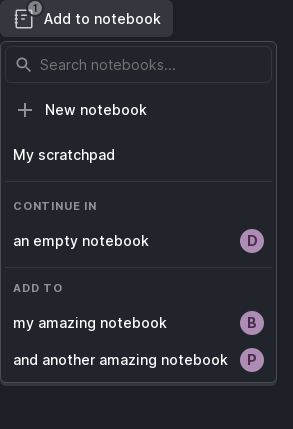 1
Add to notebook
Search notebooks...
New notebook
My scratchpad
CONTINUE IN
an empty notebook D
ADD TO
my amazing notebook B
and another amazing notebook P